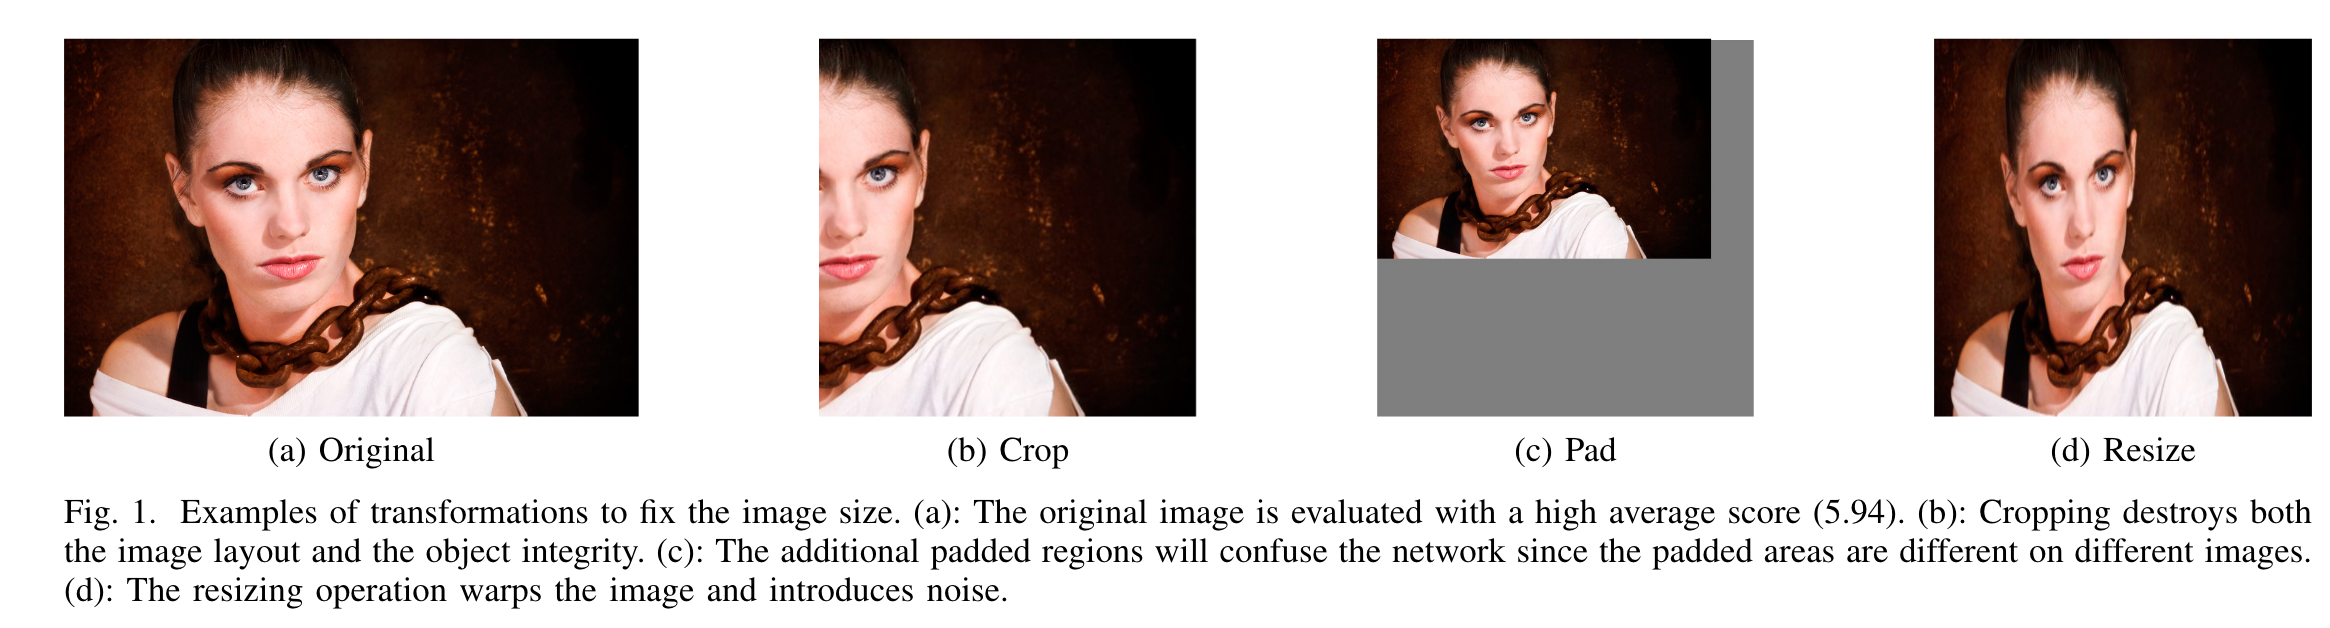 (a) Original
(b) Crop
(c) Pad
(d) Resize
Fig. 1. Examples of transformations to fix the image size. (a): The original image is evaluated with a high average score (5.94). (b): Cropping destroys both
the image layout and the object integrity. (c): The additional padded regions will confuse the network since the padded areas are different on different images.
(d): The resizing operation warps the image and introduces noise.